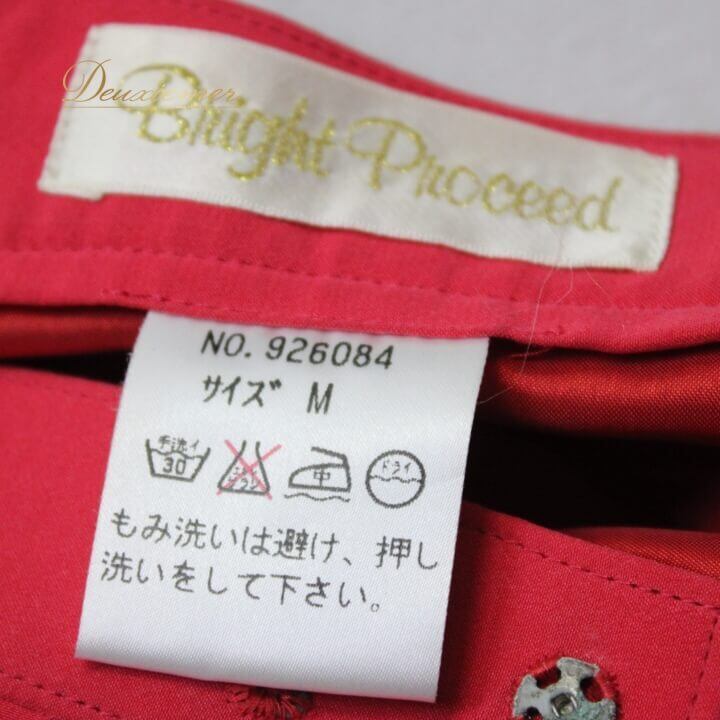 Bright Proceed
NO. 926084
サイズ M
手洗イ
30
中
ドライ
もみ洗いは避け、押し
洗いをして下さい。